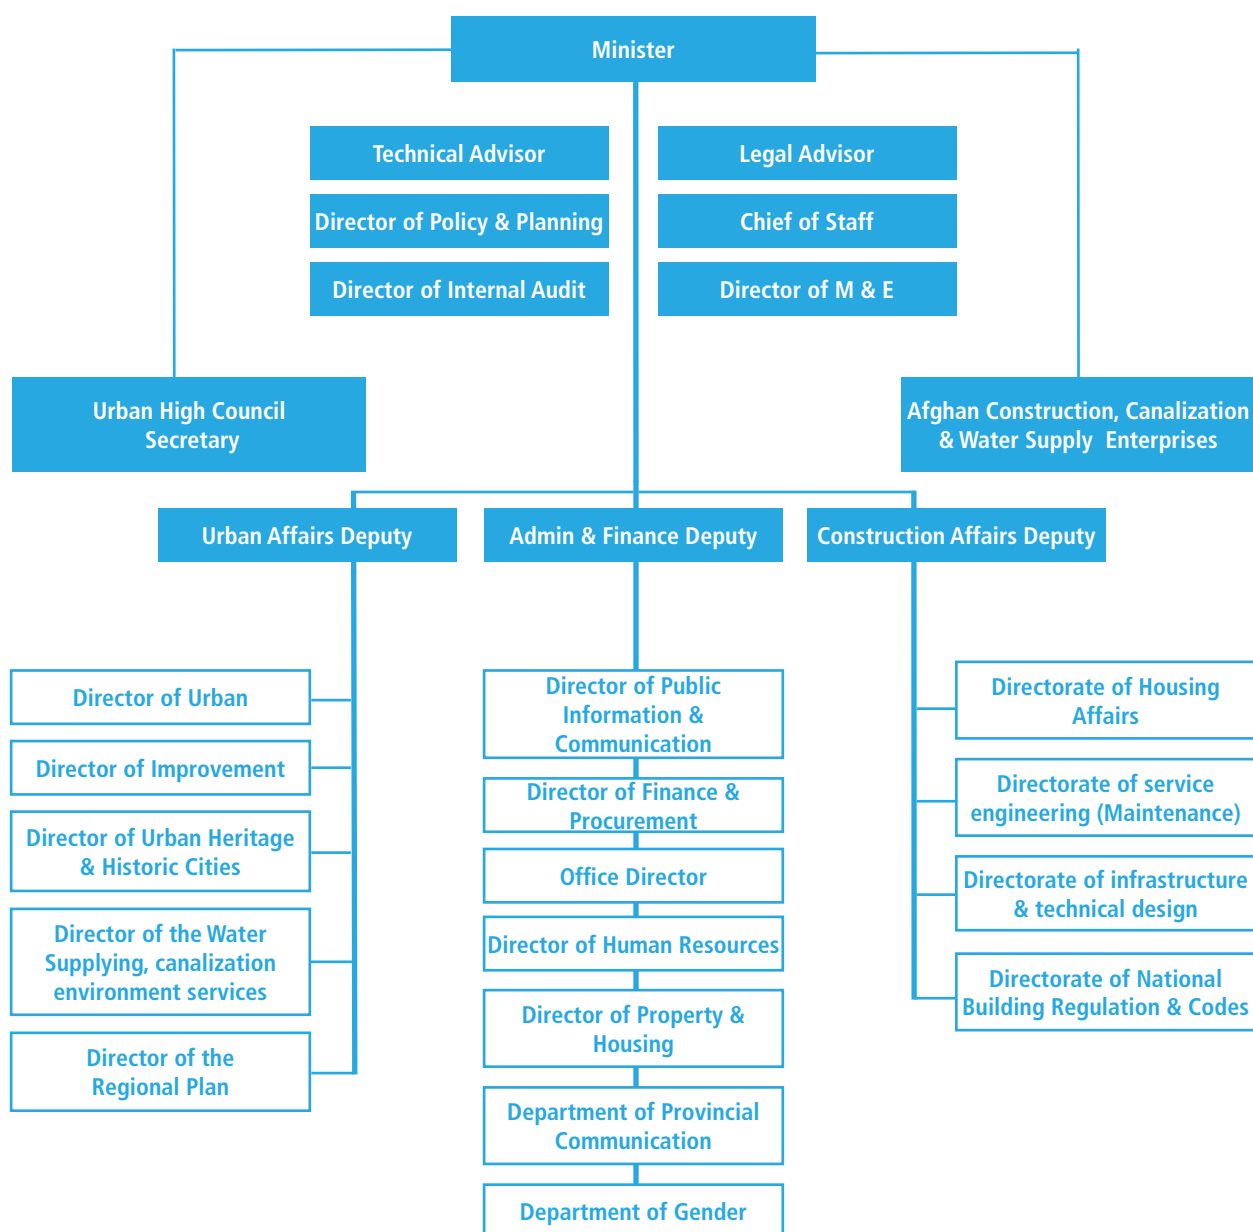 Minister
Technical Advisor
Legal Advisor
Director of Policy & Planning
Chief of Staff
Director of Internal Audit
Director of M & E
Urban High Council
Secretary
Afghan Construction, Canalization
& Water Supply Enterprises
Urban Affairs Deputy
Admin & Finance Deputy
Construction Affairs Deputy
Director of Urban
Director of Improvement
Director of Urban Heritage
& Historic Cities
Director of the Water
Supplying, canalization
environment services
Director of the
Regional Plan
Director of Public
Information &
Communication
Director of Finance &
Procurement
Office Director
Director of Human Resources
Director of Property &
Housing
Department of Provincial
Communication
Department of Gender
Directorate of Housing
Affairs
Directorate of service
engineering (Maintenance)
Directorate of infrastructure
& technical design
Directorate of National
Building Regulation & Codes